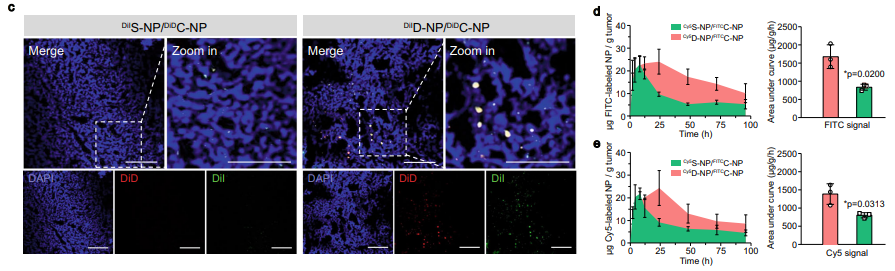 c
DiIS-NP/DiDC-NP
DiID-NP/DiDC-NP
Merge
Zoom in
Merge
Zoom in
DAPI
DiD
DiI
DAPI
DiD
DiI
d
µg FITC-labeled NP / g tumor
40
30
20
10
0
0
25
50
75
100
Time (h)
Cy5S-NP/FITCC-NP
Cy5D-NP/FITCC-NP
Area under curve (µg/g/h)
2500
2000
1500
1000
500
0
*p=0.0200
FITC signal
e
µg Cy5-labeled NP / g tumor
40
30
20
10
0
0
25
50
75
100
Time (h)
Cy5S-NP/FITCC-NP
Cy5D-NP/FITCC-NP
Area under curve (µg/g/h)
2500
2000
1500
1000
500
0
*p=0.0313
Cy5 signal